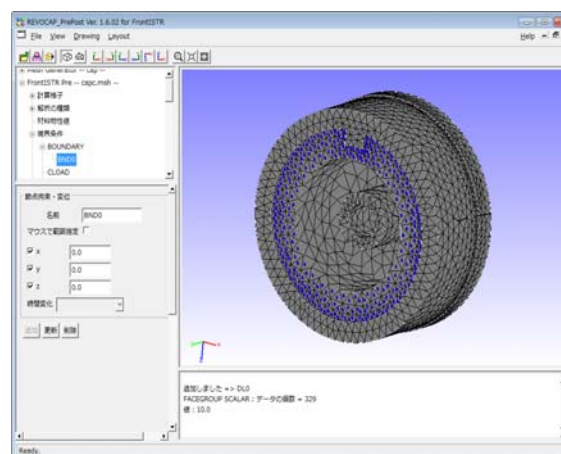 REVOCAP_PrePost Ver. 1.6.02 for FrontISTR
File View Drawing Layout Help
Mesh Generator -- cap --
FrontISTR Pre -- capc.msh
計算格子
解析の種類
材料物性値
境界条件
BOUNDARY
BND0
CLOAD
節点拘束・変位
名前 BND0
マウスで範囲指定
x 0.0
y 0.0
z 0.0
時間変化
追加 更新 削除
追加しました => DL0
FACEGROUP SCALAR : データの個数 = 329
値 : 10.0
Ready.